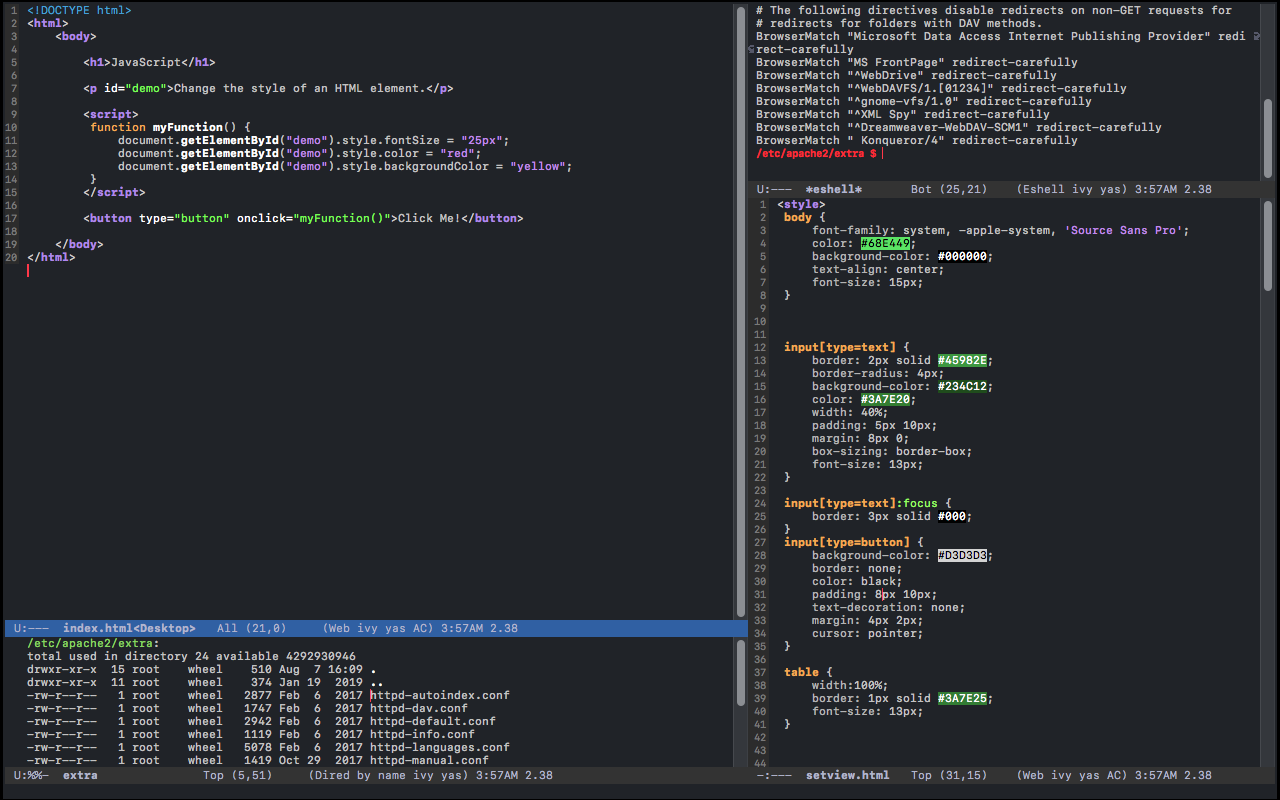 1 <!DOCTYPE html>
2 <html>
3     <body>
4
5         <h1>JavaScript</h1>
6
7         <p id="demo">Change the style of an HTML element.</p>
8
9         <script>
10          function myFunction() {
11              document.getElementById("demo").style.fontSize = "25px";
12              document.getElementById("demo").style.color = "red";
13              document.getElementById("demo").style.backgroundColor = "yellow";
14          }
15         </script>
16
17         <button type="button" onclick="myFunction()">Click Me!</button>
18
19     </body>
20 </html>
U:---  index.html<Desktop>   All (21,0)     (Web ivy yas AC) 3:57AM 2.38
/etc/apache2/extra:
total used in directory 24 available 4292930946
drwxr-xr-x  15 root    wheel    510 Aug  7 16:09 .
drwxr-xr-x  11 root    wheel    374 Jan 19  2019 ..
-rw-r--r--   1 root    wheel   2877 Feb  6  2017 httpd-autoindex.conf
-rw-r--r--   1 root    wheel   1747 Feb  6  2017 httpd-dav.conf
-rw-r--r--   1 root    wheel   2942 Feb  6  2017 httpd-default.conf
-rw-r--r--   1 root    wheel   1119 Feb  6  2017 httpd-info.conf
-rw-r--r--   1 root    wheel   5078 Feb  6  2017 httpd-languages.conf
-rw-r--r--   1 root    wheel   1419 Oct 29  2017 httpd-manual.conf
U:%%-  extra               Top (5,51)     (Dired by name ivy yas) 3:57AM 2.38
# The following directives disable redirects on non-GET requests for
# redirects for folders with DAV methods.
BrowserMatch "Microsoft Data Access Internet Publishing Provider" redi
rect-carefully
BrowserMatch "MS FrontPage" redirect-carefully
BrowserMatch "^WebDrive" redirect-carefully
BrowserMatch "^WebDAVFS/1.[01234]" redirect-carefully
BrowserMatch "^gnome-vfs/1.0" redirect-carefully
BrowserMatch "^XML Spy" redirect-carefully
BrowserMatch "^Dreamweaver-WebDAV-SCM1" redirect-carefully
BrowserMatch " Konqueror/4" redirect-carefully
/etc/apache2/extra $
U:---  *eshell*       Bot (25,21)    (Eshell ivy yas) 3:57AM 2.38
1 <style>
2  body {
3      font-family: system, -apple-system, 'Source Sans Pro';
4      color: #68E449;
5      background-color: #000000;
6      text-align: center;
7      font-size: 15px;
8  }
9
10
11
12  input[type=text] {
13      border: 2px solid #45982E;
14      border-radius: 4px;
15      background-color: #234C12;
16      color: #3A7E20;
17      width: 40%;
18      padding: 5px 10px;
19      margin: 8px 0;
20      box-sizing: border-box;
21      font-size: 13px;
22  }
23
24  input[type=text]:focus {
25      border: 3px solid #000;
26  }
27  input[type=button] {
28      background-color: #D3D3D3;
29      border: none;
30      color: black;
31      padding: 8px 10px;
32      text-decoration: none;
33      margin: 4px 2px;
34      cursor: pointer;
35  }
36
37  table {
38      width:100%;
39      border: 1px solid #3A7E25;
40      font-size: 13px;
41  }
42
43
44
-:---  setview.html   Top (31,15)    (Web ivy yas AC) 3:57AM 2.38